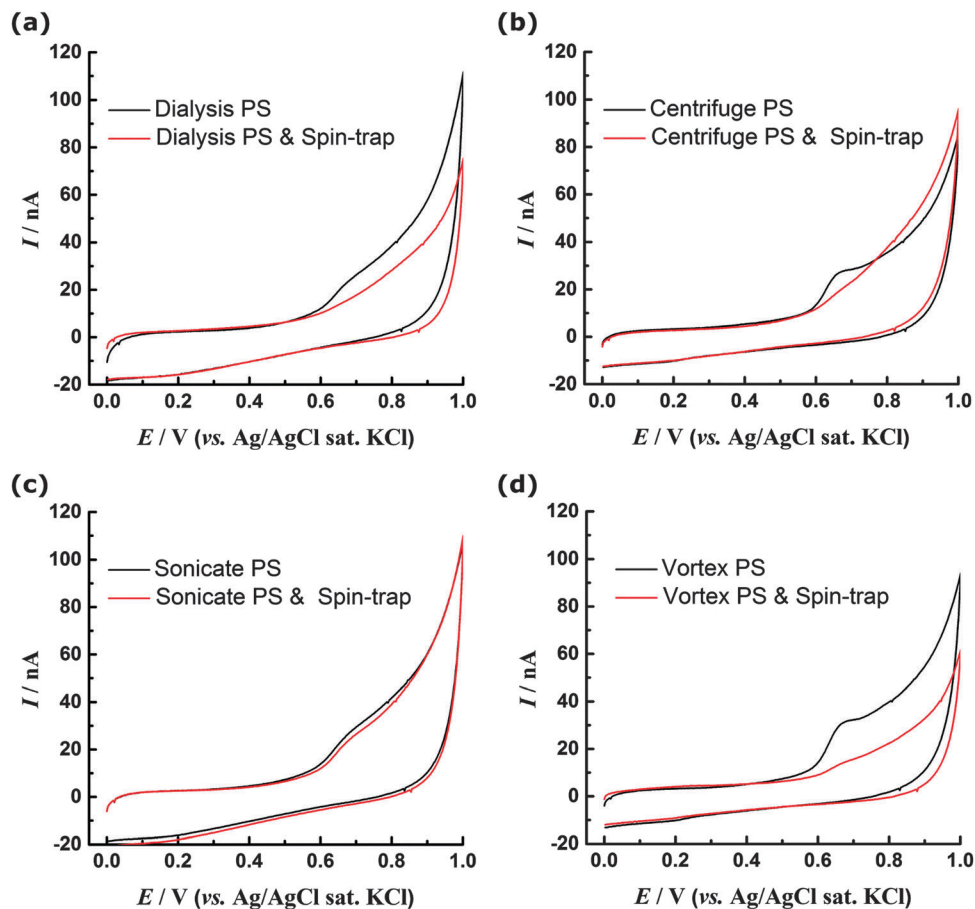 (a)
120
100
80
60
40
20
0
-20
I / nA
Dialysis PS
Dialysis PS & Spin-trap
0.0 0.2 0.4 0.6 0.8 1.0
E / V (vs. Ag/AgCl sat. KCl)
(b)
120
100
80
60
40
20
0
-20
I / nA
Centrifuge PS
Centrifuge PS & Spin-trap
0.0 0.2 0.4 0.6 0.8 1.0
E / V (vs. Ag/AgCl sat. KCl)
(c)
120
100
80
60
40
20
0
-20
I / nA
Sonicate PS
Sonicate PS & Spin-trap
0.0 0.2 0.4 0.6 0.8 1.0
E / V (vs. Ag/AgCl sat. KCl)
(d)
120
100
80
60
40
20
0
-20
I / nA
Vortex PS
Vortex PS & Spin-trap
0.0 0.2 0.4 0.6 0.8 1.0
E / V (vs. Ag/AgCl sat. KCl)